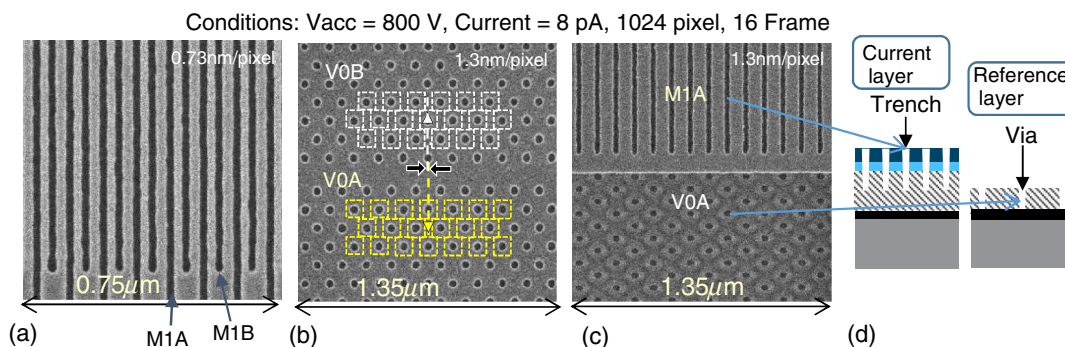 Conditions: Vacc = 800 V, Current = 8 pA, 1024 pixel, 16 Frame
0.73nm/pixel
0.75μm
M1A
M1B
(a)
1.3nm/pixel
V0B
V0A
1.35μm
(b)
1.3nm/pixel
M1A
V0A
1.35μm
(c)
Current
layer
Trench
Reference
layer
Via
(d)